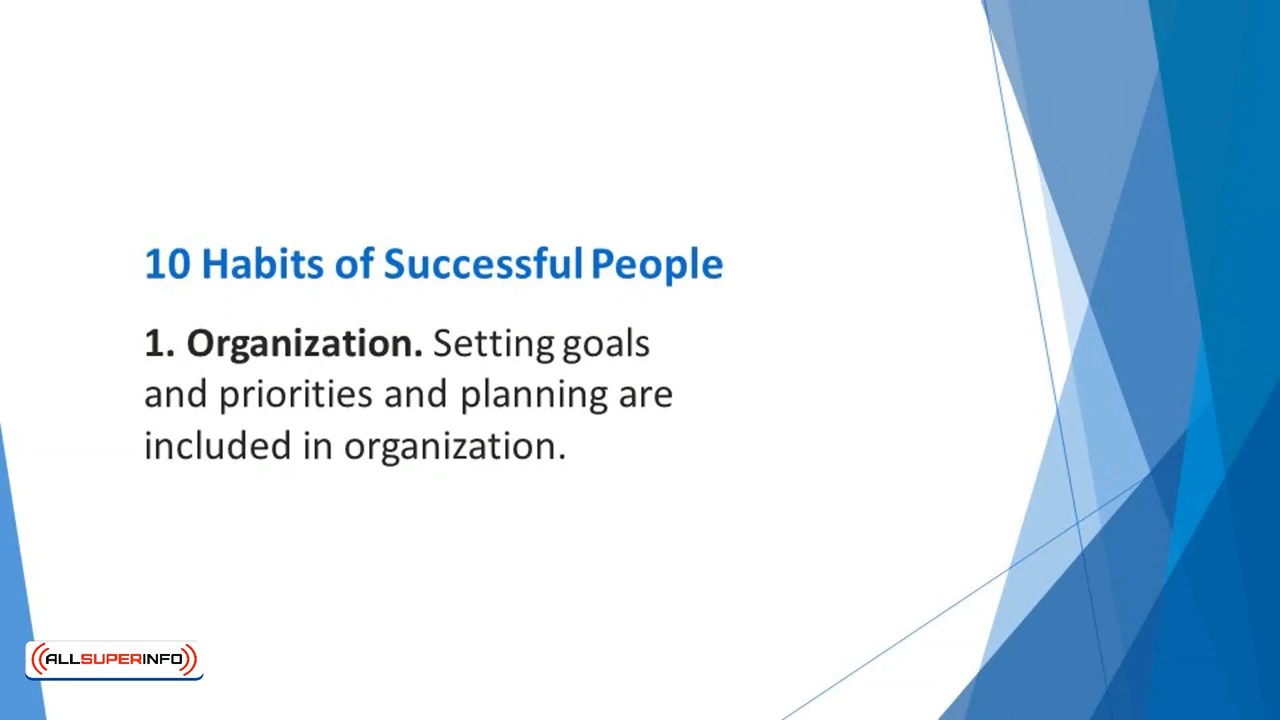 10 Habits of Successful People
1. Organization. Setting goals
and priorities and planning are
included in organization.
ALLSUPERINFO